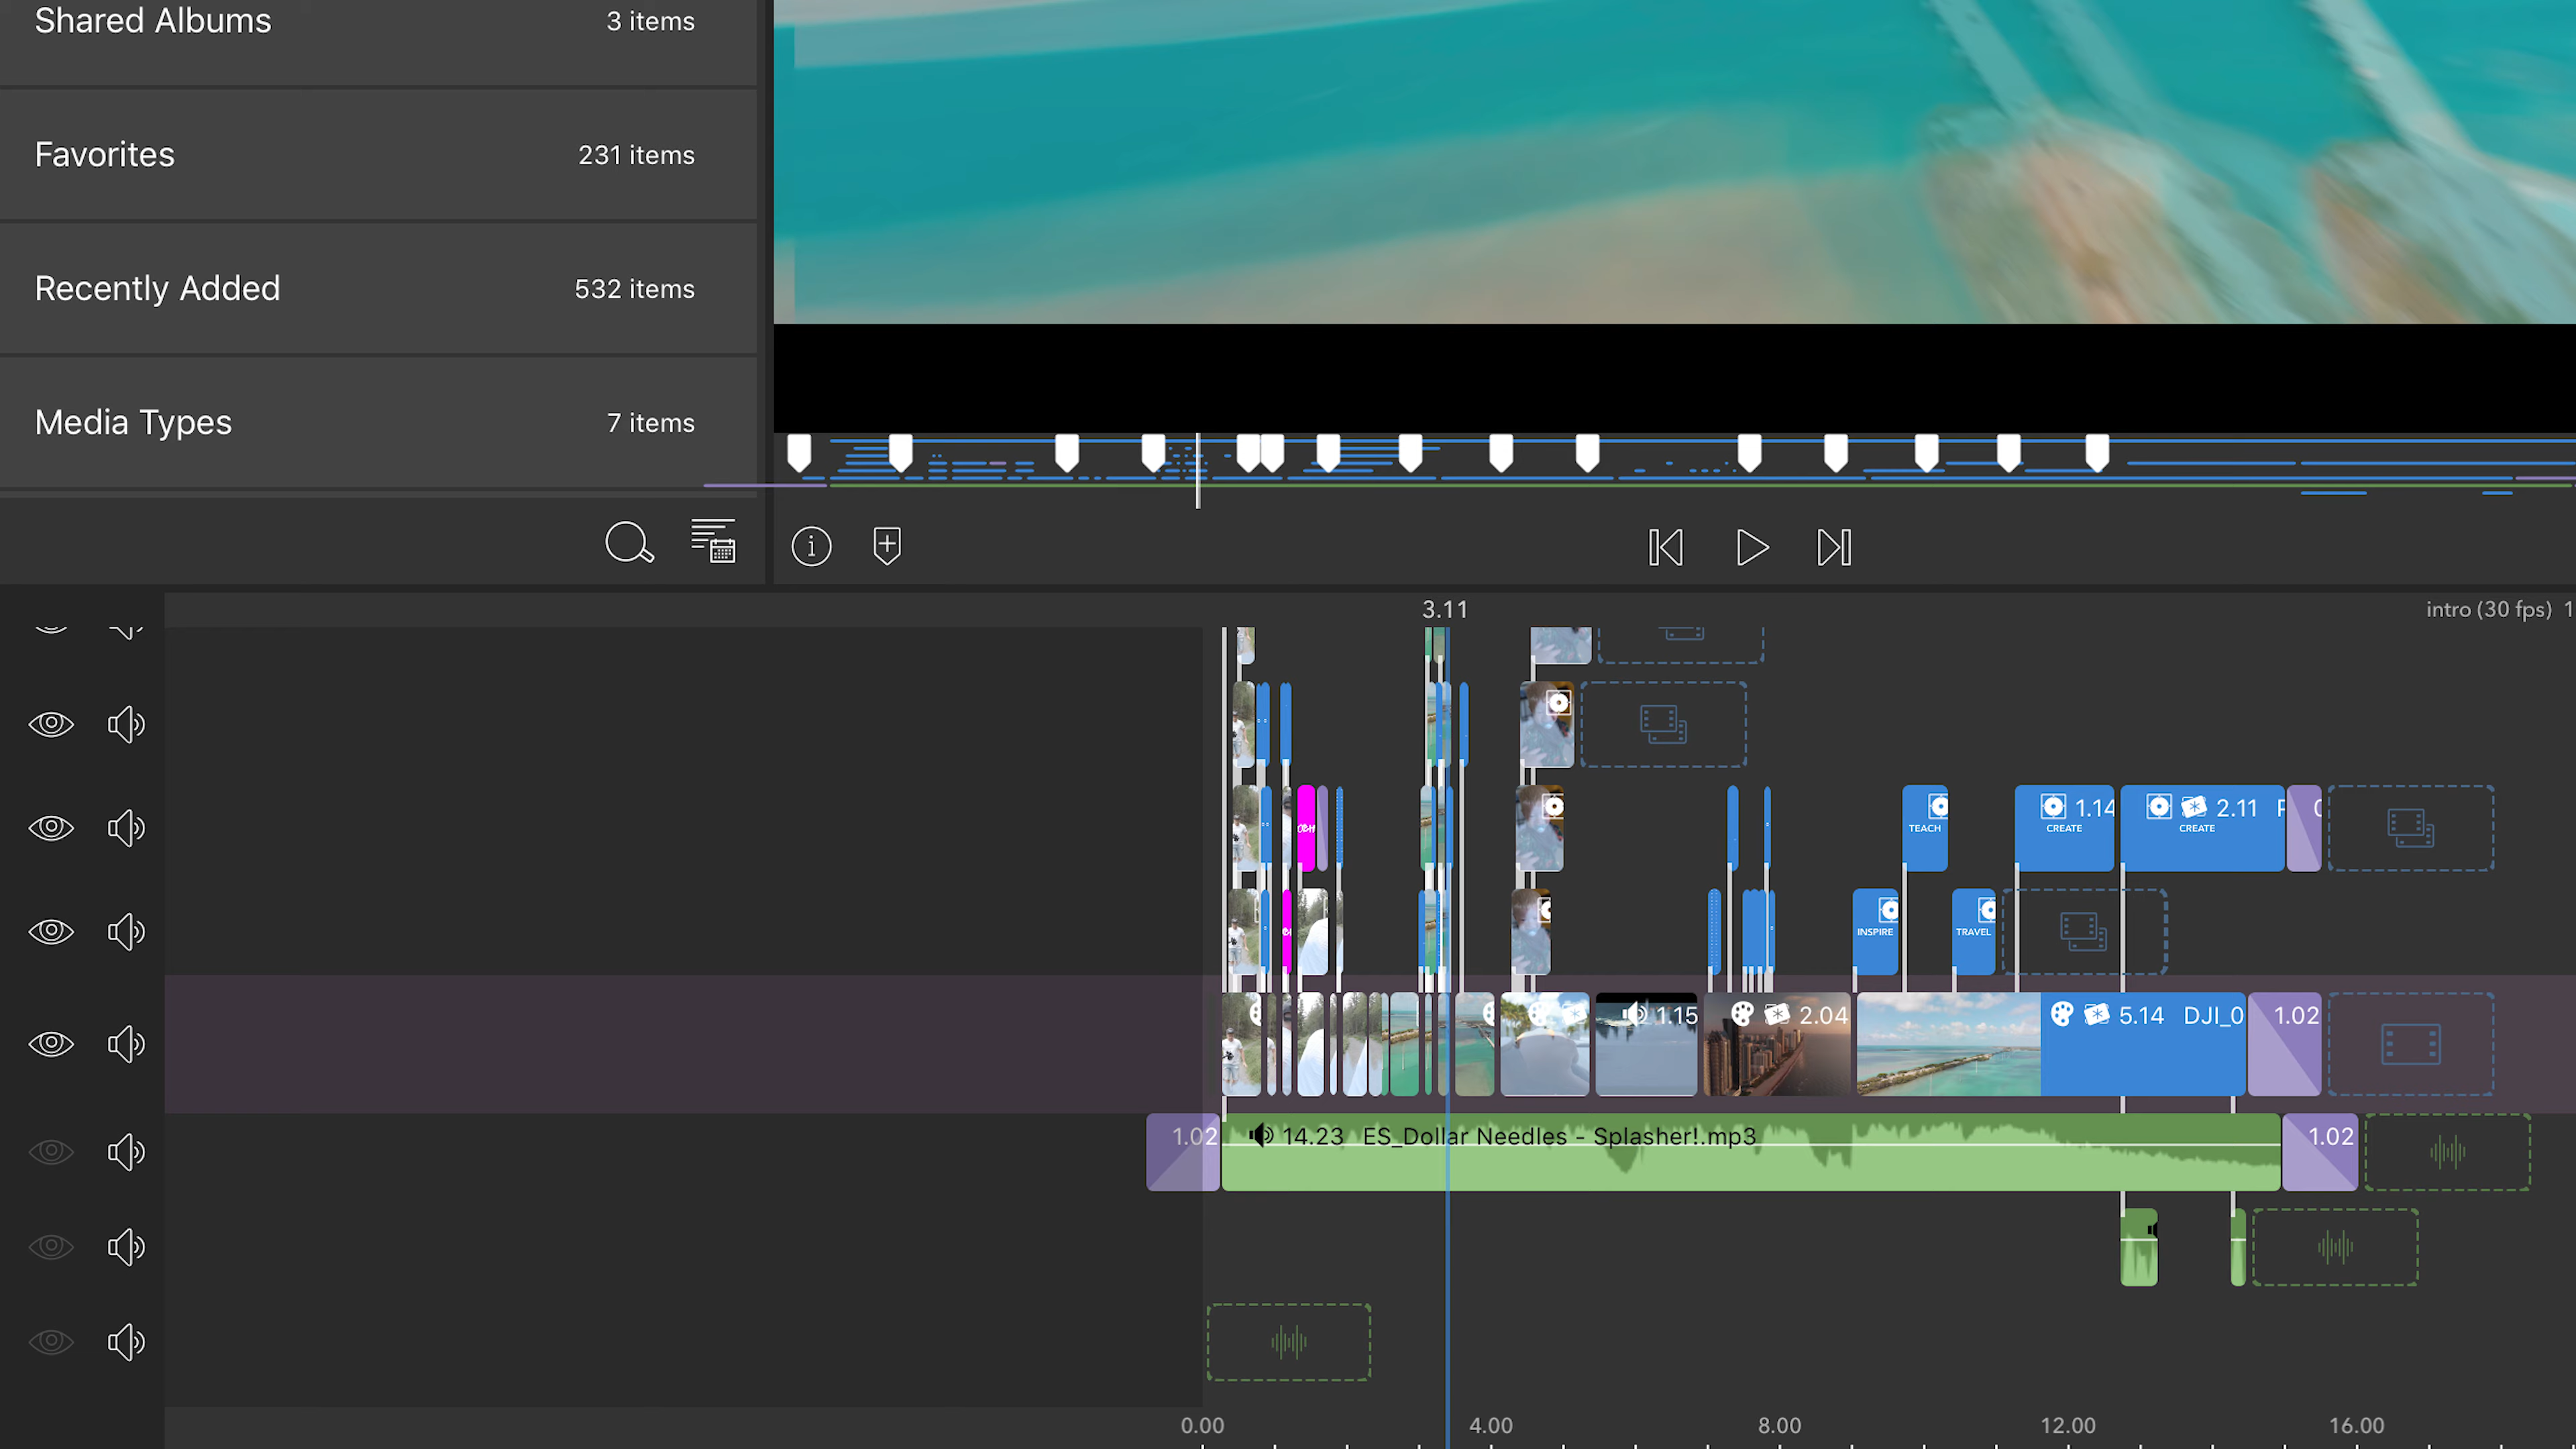 Shared Albums 3 items
Favorites 231 items
Recently Added 532 items
Media Types 7 items
3.11
intro (30 fps)
TEACH
1.14
CREATE
2.11
CREATE
INSPIRE
TRAVEL
1.15
2.04
5.14 DJI_0
1.02
1.02
14.23 ES_Dollar Needles - Splasher!.mp3
1.02
0.00 4.00 8.00 12.00 16.00